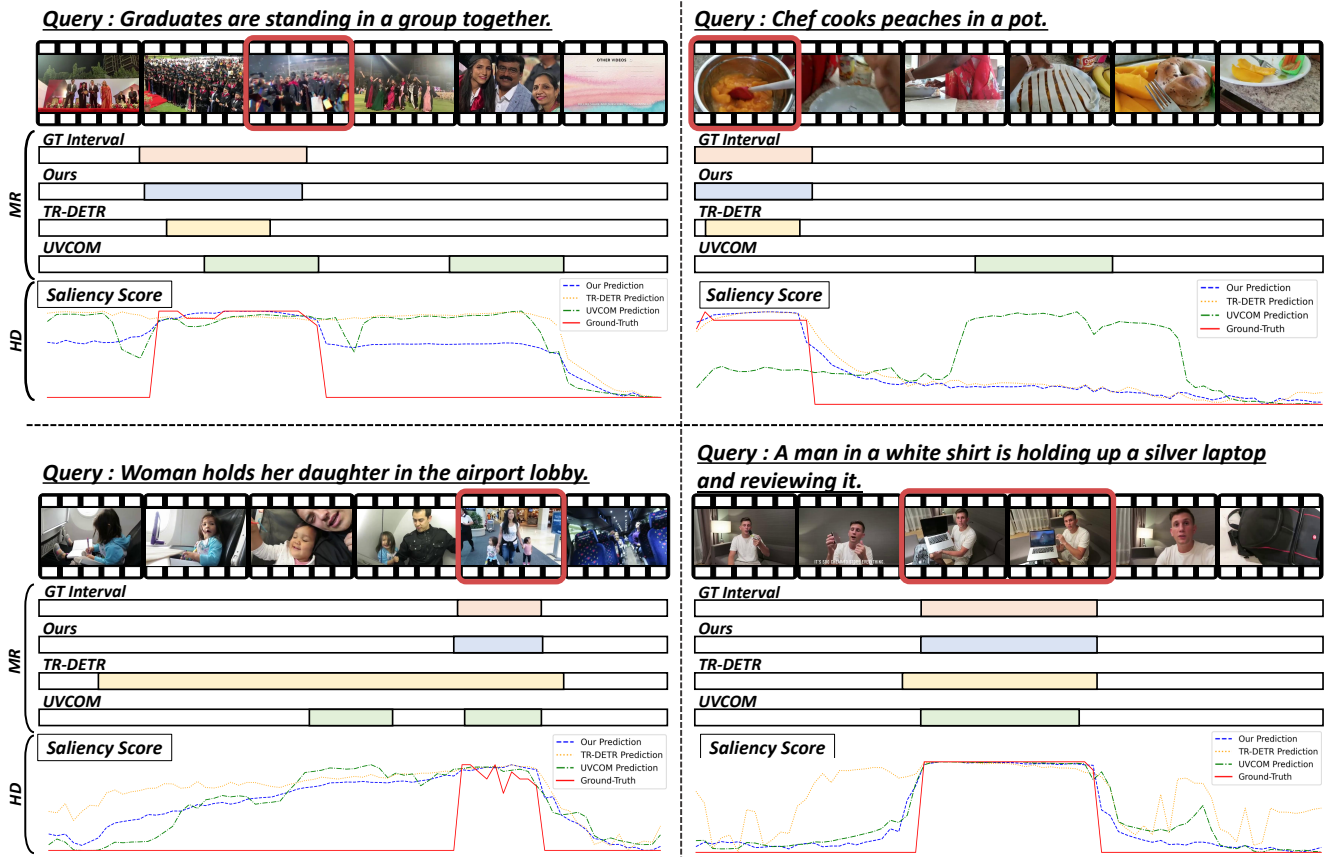 Query : Graduates are standing in a group together.
OTHER VIDEOS
MR
GT Interval
Ours
TR-DETR
UVCOM
HD
Saliency Score
Our Prediction
TR-DETR Prediction
UVCOM Prediction
Ground-Truth
Query : Chef cooks peaches in a pot.
GT Interval
Ours
TR-DETR
UVCOM
Saliency Score
Our Prediction
TR-DETR Prediction
UVCOM Prediction
Ground-Truth
Query : Woman holds her daughter in the airport lobby.
MR
GT Interval
Ours
TR-DETR
UVCOM
HD
Saliency Score
Our Prediction
TR-DETR Prediction
UVCOM Prediction
Ground-Truth
Query : A man in a white shirt is holding up a silver laptop
and reviewing it.
GT Interval
Ours
TR-DETR
UVCOM
Saliency Score
Our Prediction
TR-DETR Prediction
UVCOM Prediction
Ground-Truth